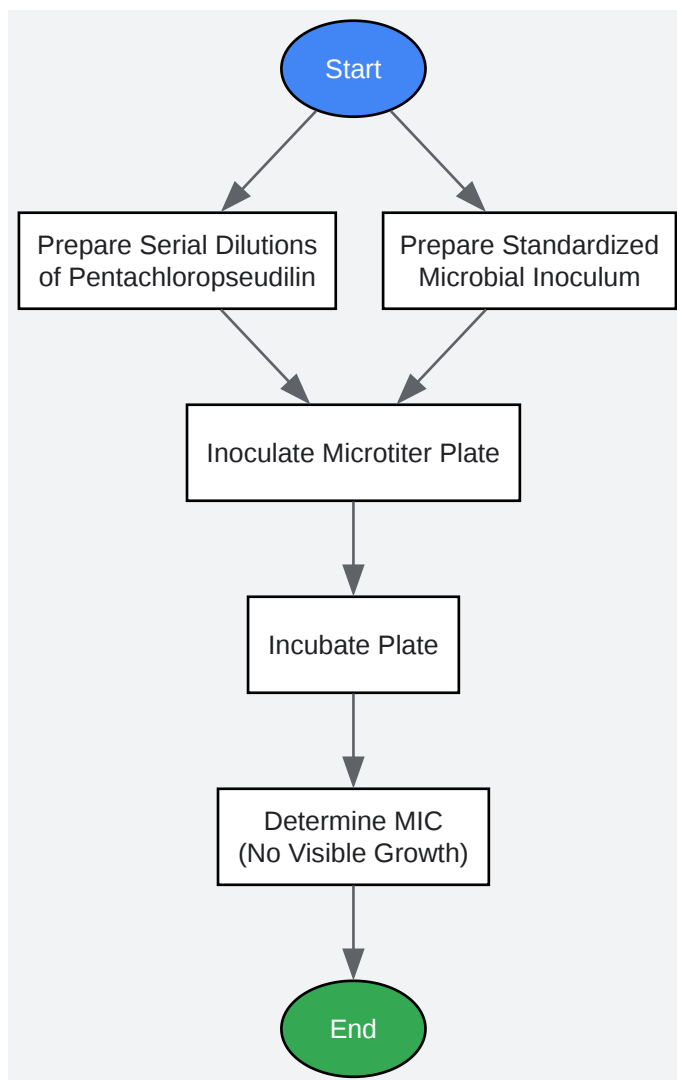 Start
Prepare Serial Dilutions
of Pentachloropseudilin
Prepare Standardized
Microbial Inoculum
Inoculate Microtiter Plate
Incubate Plate
Determine MIC
(No Visible Growth)
End